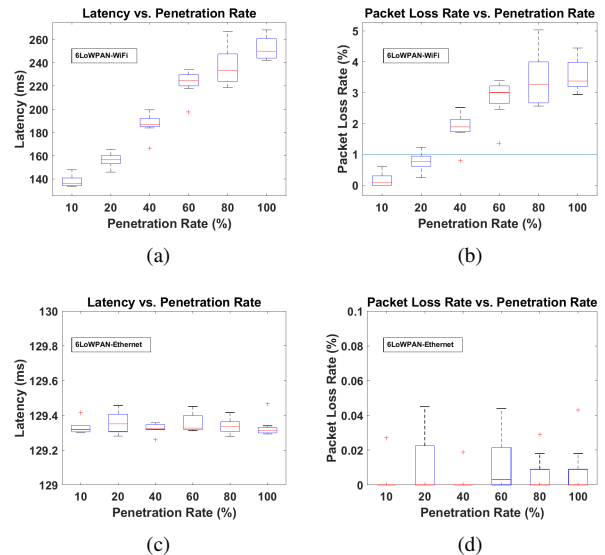 Latency vs. Penetration Rate
6LoWPAN-WiFi
Latency (ms)
260
240
220
200
180
160
140
10 20 40 60 80 100
Penetration Rate (%)
(a)
Packet Loss Rate vs. Penetration Rate
6LoWPAN-WiFi
Packet Loss Rate (%)
5
4
3
2
1
0
10 20 40 60 80 100
Penetration Rate (%)
(b)
Latency vs. Penetration Rate
6LoWPAN-Ethernet
Latency (ms)
130
129.8
129.6
129.4
129.2
129
10 20 40 60 80 100
Penetration Rate (%)
(c)
Packet Loss Rate vs. Penetration Rate
6LoWPAN-Ethernet
Packet Loss Rate (%)
0.1
0.08
0.06
0.04
0.02
0
10 20 40 60 80 100
Penetration Rate (%)
(d)